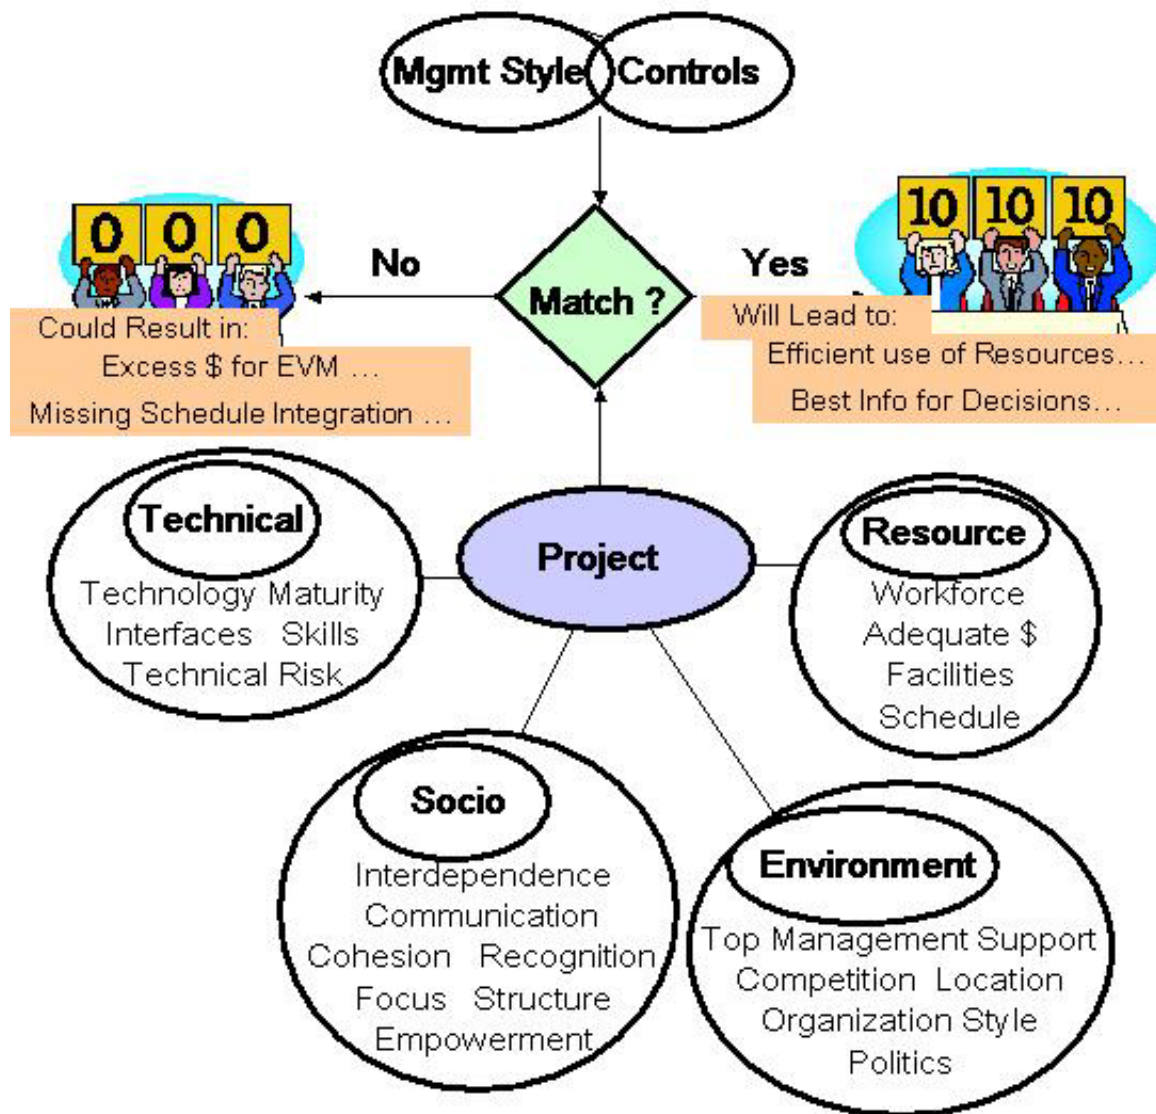 Mgmt Style Controls
0 0 0
10 10 10
No
Yes
Match ?
Could Result in:
Excess $ for EVM …
Missing Schedule Integration …
Will Lead to:
Efficient use of Resources…
Best Info for Decisions…
Project
Technical
Technology Maturity
Interfaces Skills
Technical Risk
Resource
Workforce
Adequate $
Facilities
Schedule
Socio
Interdependence
Communication
Cohesion Recognition
Focus Structure
Empowerment
Environment
Top Management Support
Competition Location
Organization Style
Politics